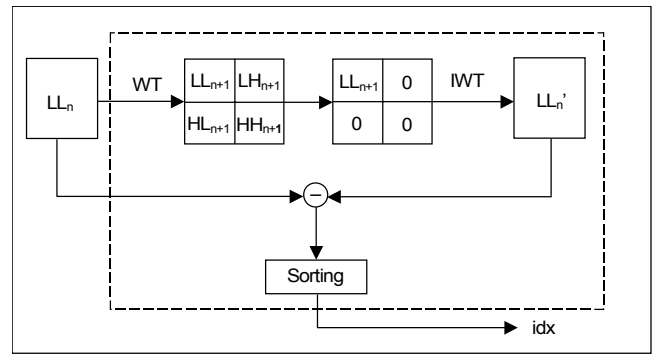 LLn
WT
LLn+1 LHn+1
HLn+1 HHn+1
LLn+1 0
0 0
IWT
LLn'
−
Sorting
idx